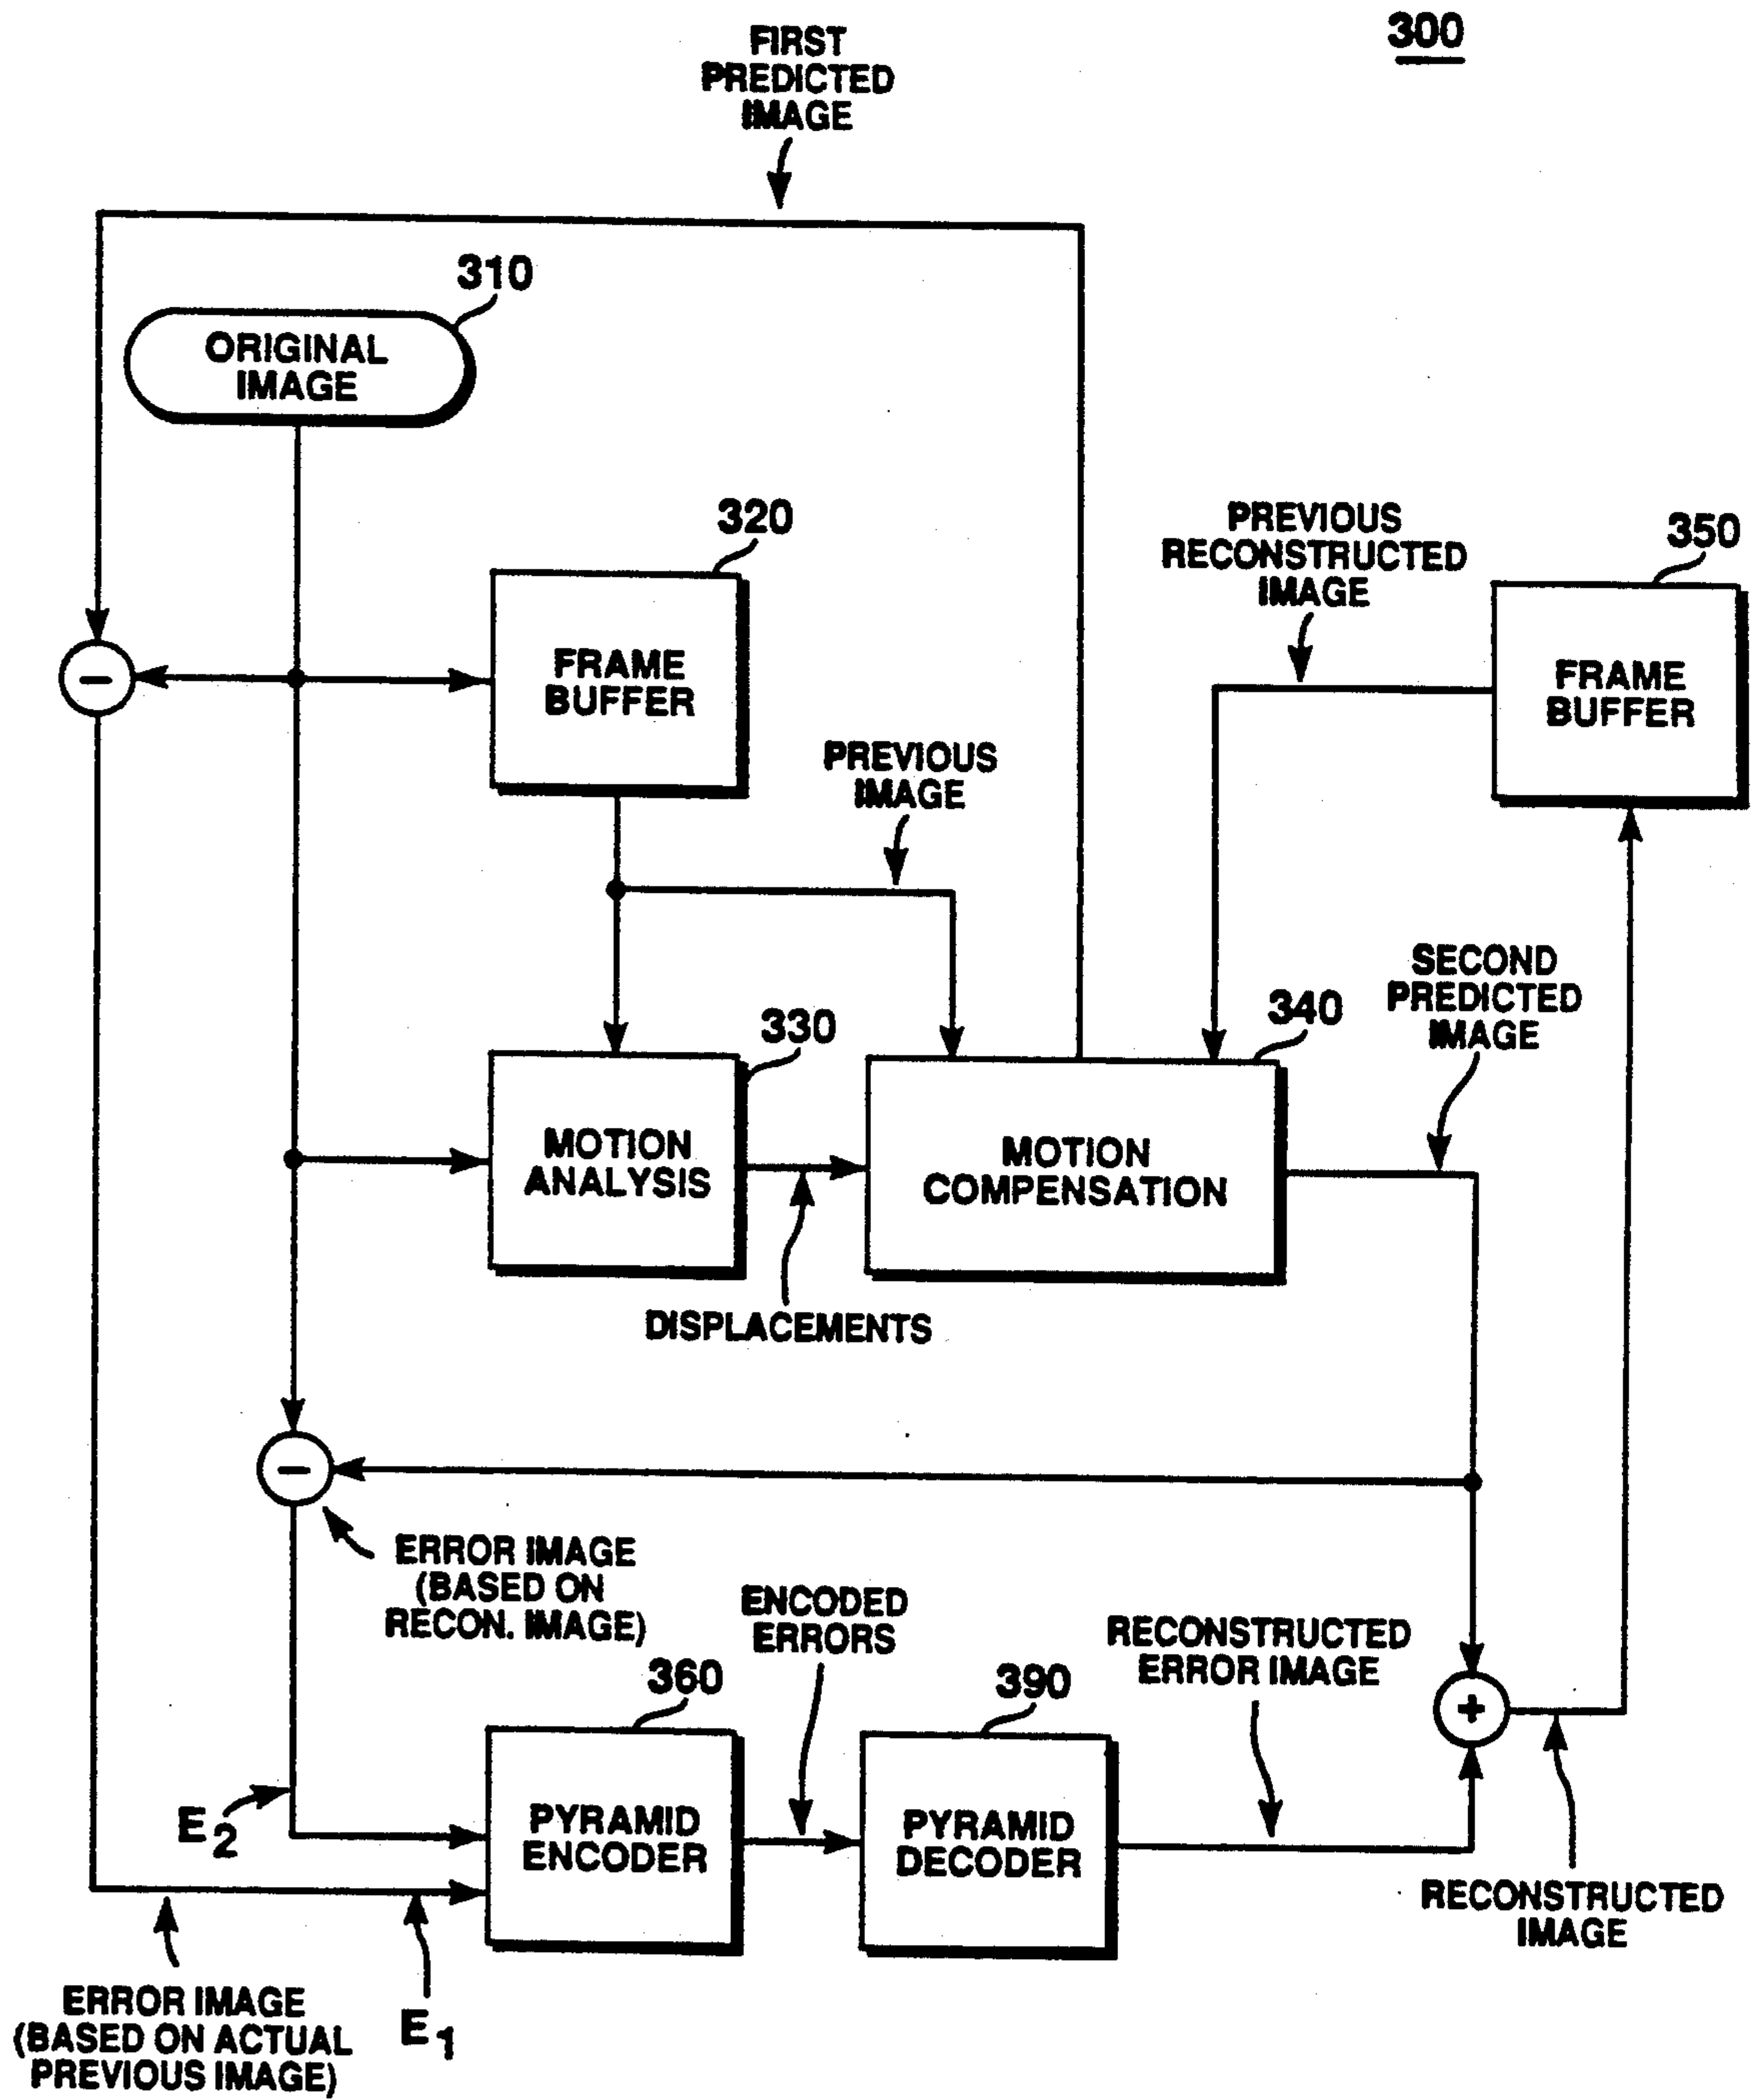 300
FIRST
PREDICTED
IMAGE
310
ORIGINAL
IMAGE
320
FRAME
BUFFER
PREVIOUS
RECONSTRUCTED
IMAGE
350
FRAME
BUFFER
−
PREVIOUS
IMAGE
SECOND
PREDICTED
IMAGE
330
MOTION
ANALYSIS
340
MOTION
COMPENSATION
DISPLACEMENTS
−
ERROR IMAGE
(BASED ON
RECON. IMAGE)
ENCODED
ERRORS
RECONSTRUCTED
ERROR IMAGE
+
360
PYRAMID
ENCODER
390
PYRAMID
DECODER
E2
RECONSTRUCTED
IMAGE
ERROR IMAGE
(BASED ON ACTUAL
PREVIOUS IMAGE)
E1